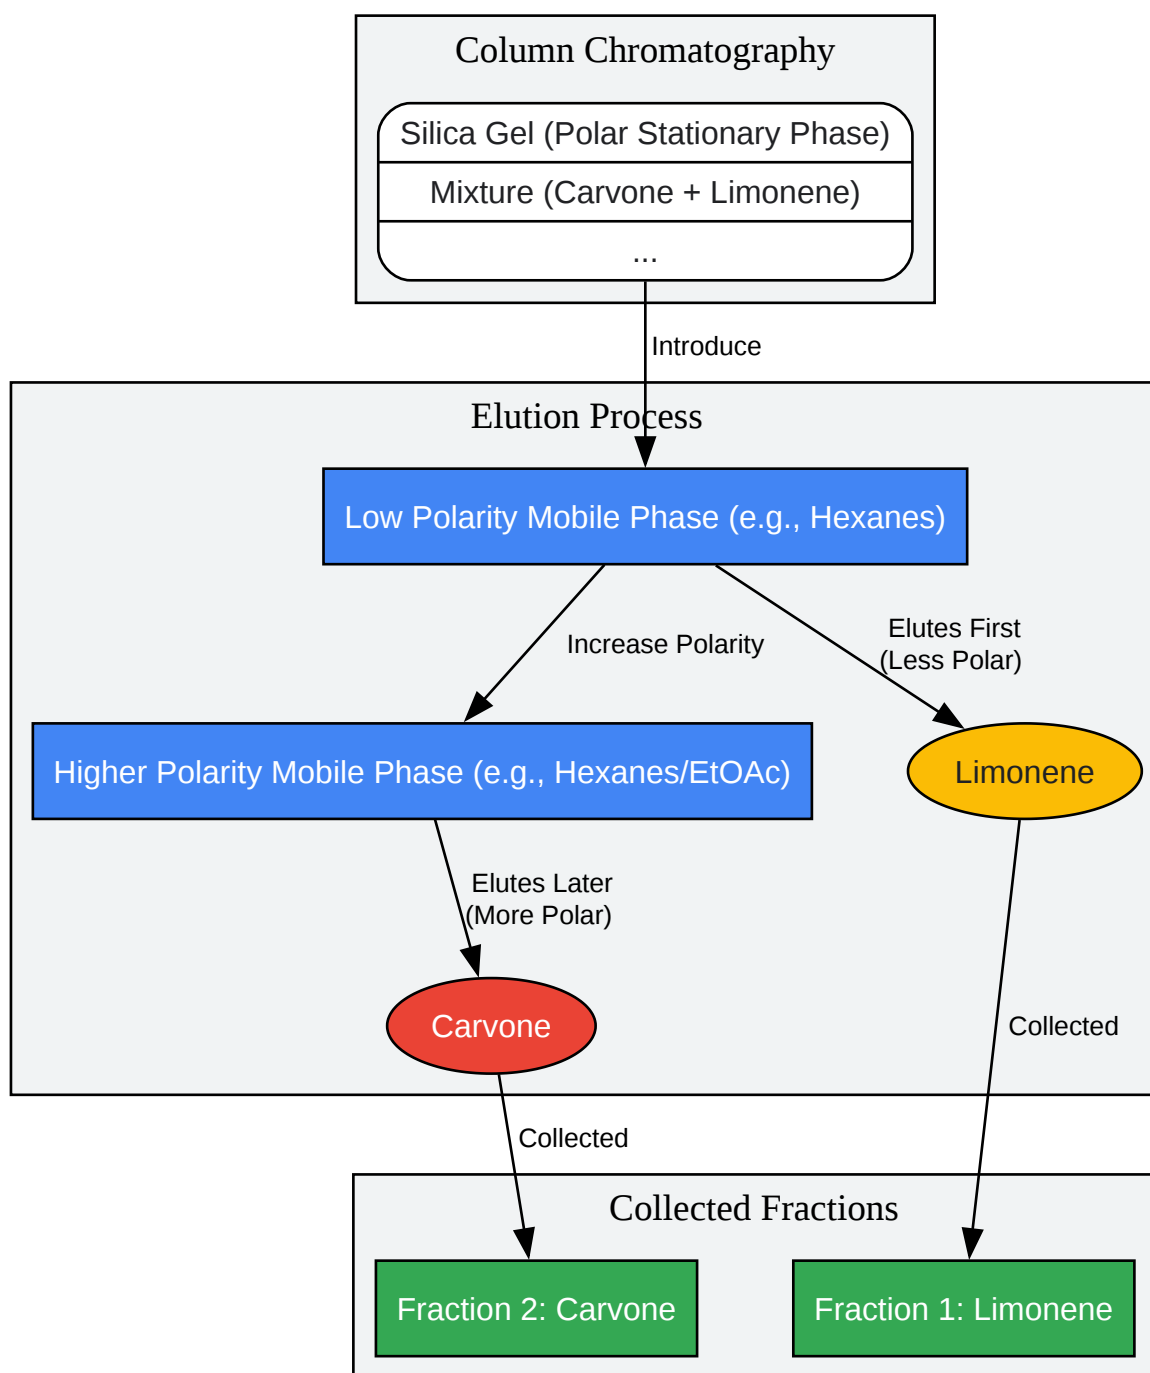 Column Chromatography
Silica Gel (Polar Stationary Phase)
Mixture (Carvone + Limonene)
...
Introduce
Elution Process
Low Polarity Mobile Phase (e.g., Hexanes)
Increase Polarity
Elutes First
(Less Polar)
Higher Polarity Mobile Phase (e.g., Hexanes/EtOAc)
Limonene
Elutes Later
(More Polar)
Carvone
Collected
Collected
Collected Fractions
Fraction 2: Carvone
Fraction 1: Limonene